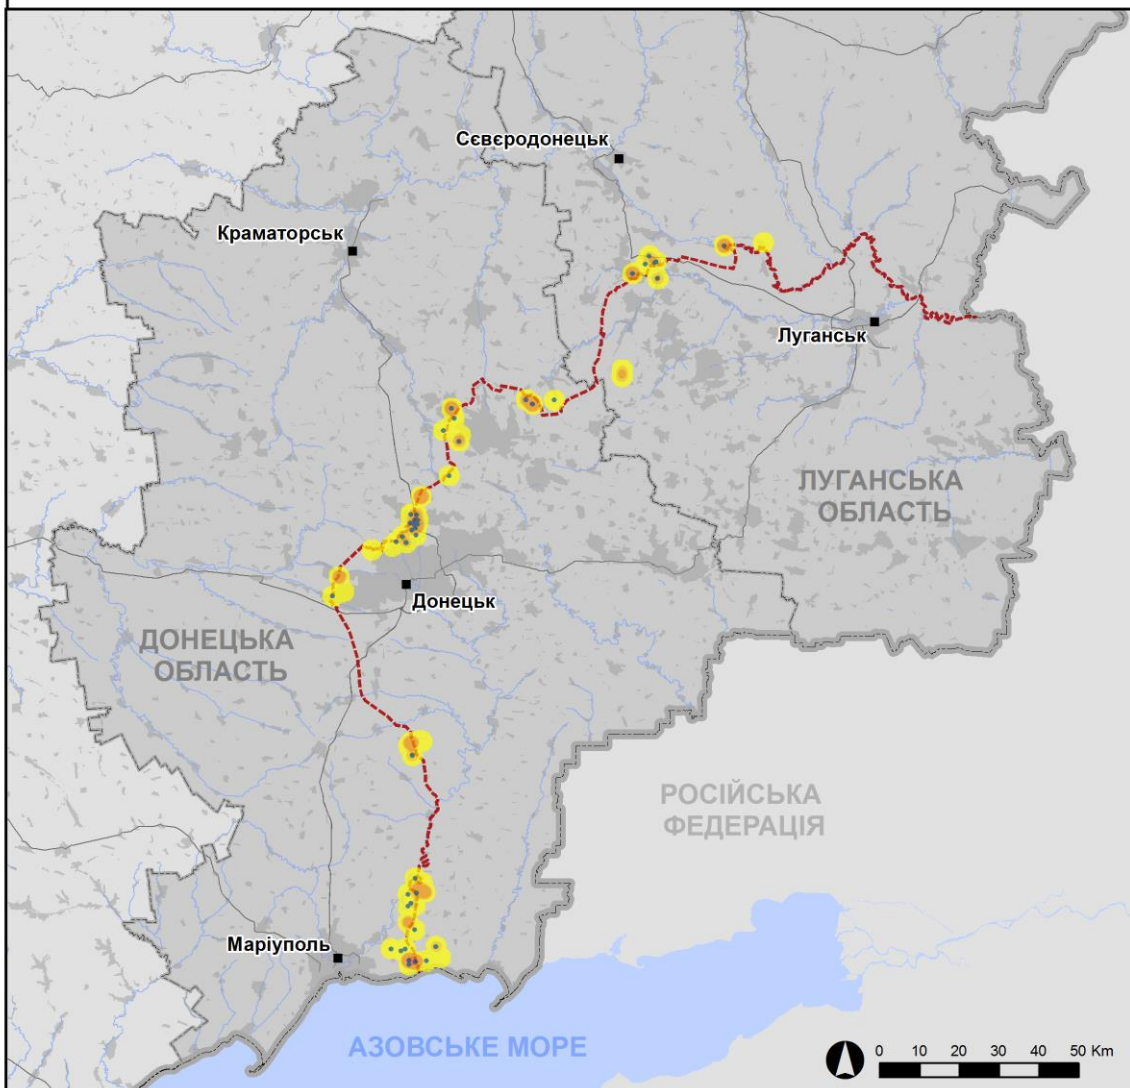 Сєвєродонецьк
Краматорськ
Луганськ
ЛУГАНСЬКА
ОБЛАСТЬ
Донецьк
ДОНЕЦЬКА
ОБЛАСТЬ
РОСІЙСЬКА
ФЕДЕРАЦІЯ
Маріуполь
АЗОВСЬКЕ МОРЕ
0 10 20 30 40 50 Km